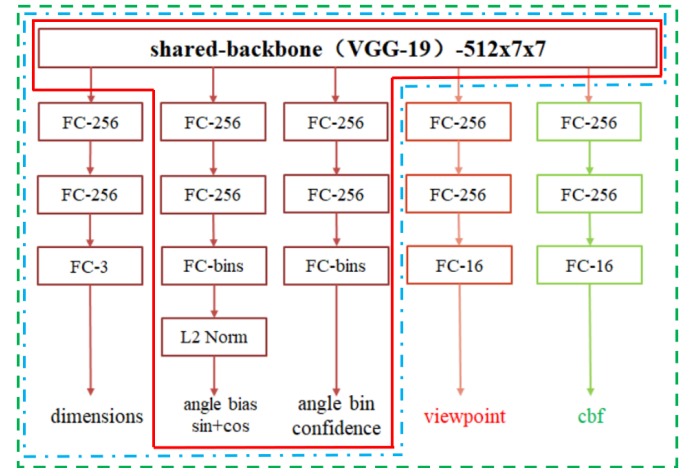 shared-backbone（VGG-19）-512x7x7
FC-256 FC-256 FC-256 FC-256 FC-256
FC-256 FC-256 FC-256 FC-256 FC-256
FC-3 FC-bins FC-bins FC-16 FC-16
L2 Norm
dimensions
angle bias
sin+cos
angle bin
confidence
viewpoint
cbf